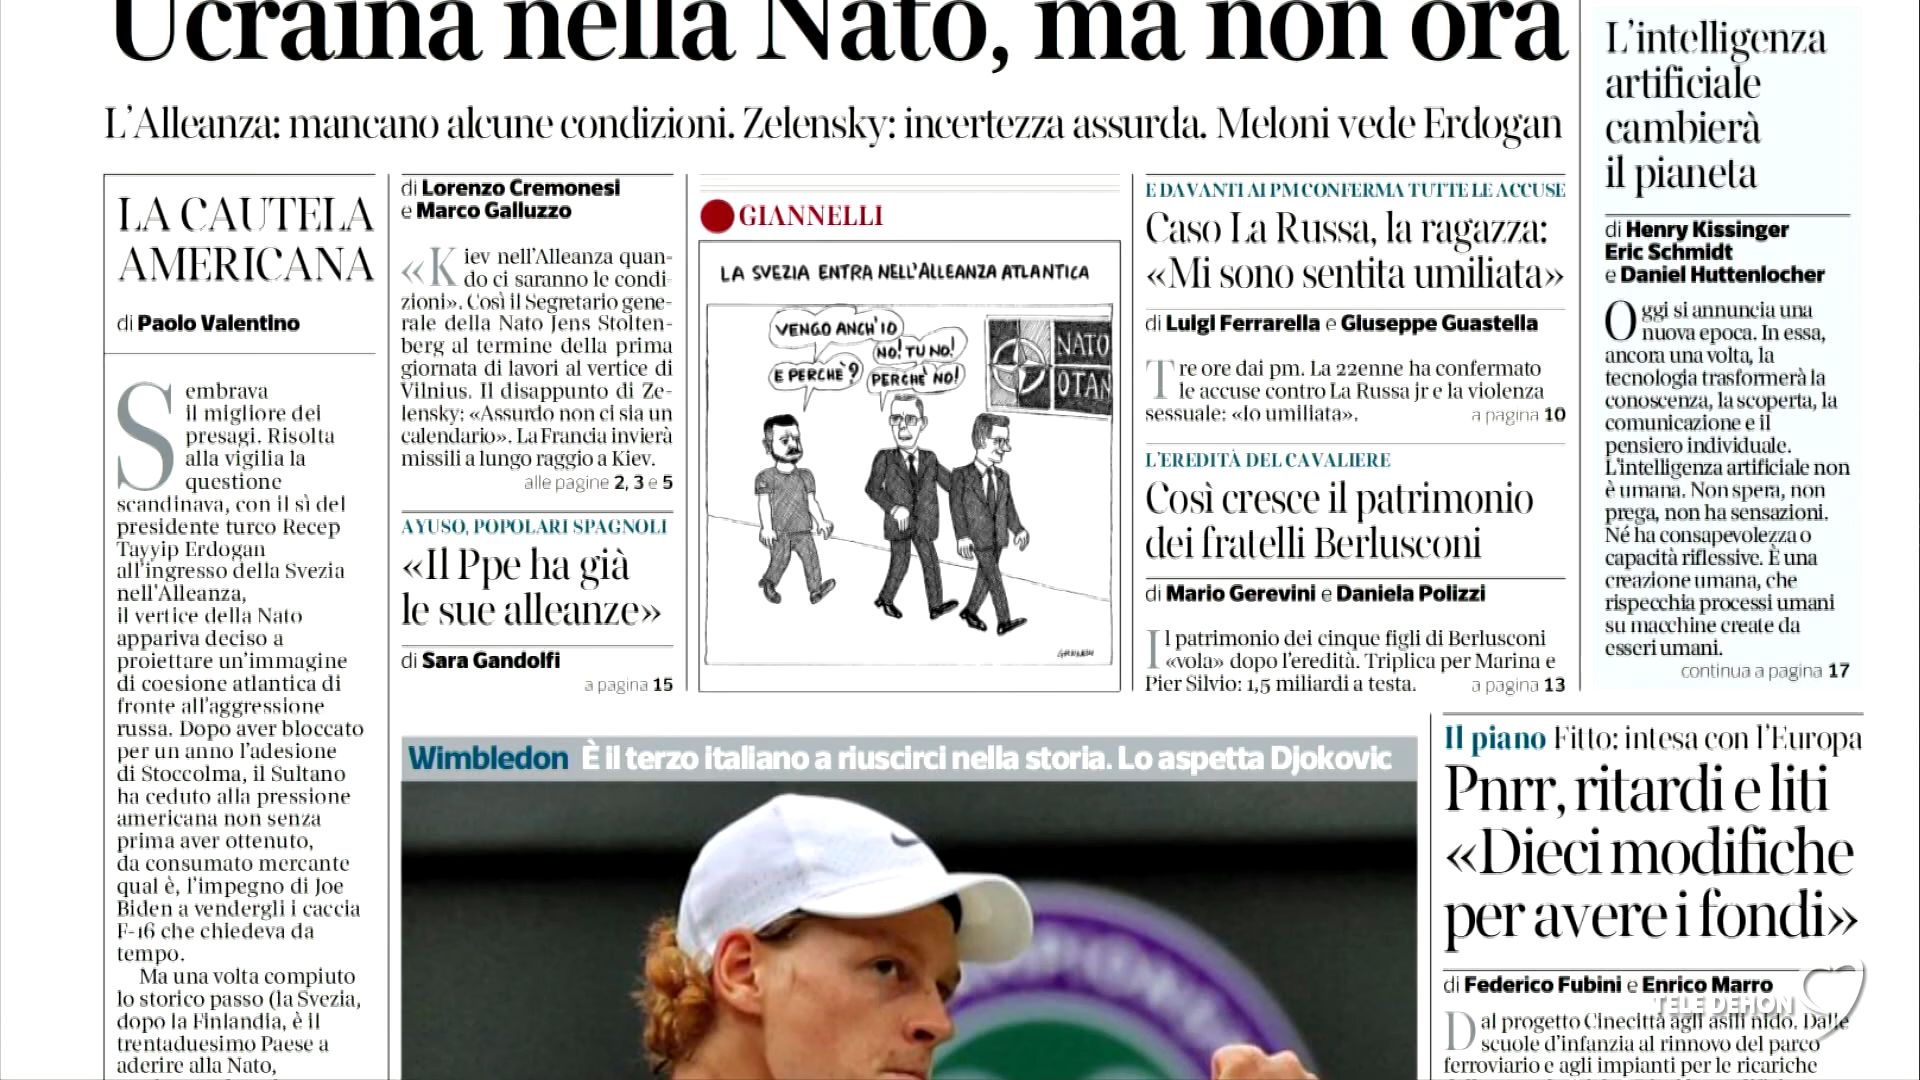 Ucraina nella Nato, ma non ora
L'Alleanza: mancano alcune condizioni. Zelensky: incertezza assurda. Meloni vede Erdogan
LA CAUTELA
AMERICANA
di Paolo Valentino
Sembrava
il migliore dei
presagi. Risolta
alla vigilia la
questione
scandinava, con il sì del
presidente turco Recep
Tayyip Erdogan
all'ingresso della Svezia
nell'Alleanza,
il vertice della Nato
appariva deciso a
proiettare un'immagine
di coesione atlantica di
fronte all'aggressione
russa. Dopo aver bloccato
per un anno l'adesione
di Stoccolma, il Sultano
ha ceduto alla pressione
americana non senza
prima aver ottenuto,
da consumato mercante
qual è, l'impegno di Joe
Biden a vendergli i caccia
F-16 che chiedeva da
tempo.
Ma una volta compiuto
lo storico passo (la Svezia,
dopo la Finlandia, è il
trentaduesimo Paese a
aderire alla Nato,
di Lorenzo Cremonesi
e Marco Galluzzo
«Kiev nell'Alleanza quan-
do ci saranno le condi-
zioni». Così il Segretario gene-
rale della Nato Jens Stolten-
berg al termine della prima
giornata di lavori al vertice di
Vilnius. Il disappunto di Ze-
lensky: «Assurdo non ci sia un
calendario». La Francia invierà
missili a lungo raggio a Kiev.
alle pagine 2, 3 e 5
AYUSO, POPOLARI SPAGNOLI
«Il Ppe ha già
le sue alleanze»
di Sara Gandolfi
a pagina 15
GIANNELLI
LA SVEZIA ENTRA NELL'ALLEANZA ATLANTICA
VENGO ANCH'IO
NO! TU NO!
E PERCHÈ?
PERCHÈ NO!
NATO
OTAN
GIANNELLI
E DAVANTI AI PM CONFERMA TUTTE LE ACCUSE
Caso La Russa, la ragazza:
«Mi sono sentita umiliata»
di Luigi Ferrarella e Giuseppe Guastella
Tre ore dai pm. La 22enne ha confermato
le accuse contro La Russa jr e la violenza
sessuale: «Io umiliata».
a pagina 10
L'EREDITÀ DEL CAVALIERE
Così cresce il patrimonio
dei fratelli Berlusconi
di Mario Gerevini e Daniela Polizzi
Il patrimonio dei cinque figli di Berlusconi
«vola» dopo l'eredità. Triplica per Marina e
Pier Silvio: 1,5 miliardi a testa.
a pagina 13
L'intelligenza
artificiale
cambierà
il pianeta
di Henry Kissinger
Eric Schmidt
e Daniel Huttenlocher
Oggi si annuncia una
nuova epoca. In essa,
ancora una volta, la
tecnologia trasformerà la
conoscenza, la scoperta, la
comunicazione e il
pensiero individuale.
L'intelligenza artificiale non
è umana. Non spera, non
prega, non ha sensazioni.
Né ha consapevolezza o
capacità riflessive. È una
creazione umana, che
rispecchia processi umani
su macchine create da
esseri umani.
continua a pagina 17
Wimbledon È il terzo italiano a riuscirci nella storia. Lo aspetta Djokovic
Il piano Fitto: intesa con l'Europa
Pnrr, ritardi e liti
«Dieci modifiche
per avere i fondi»
di Federico Fubini e Enrico Marro
TELE DEHON
Dal progetto Cinecittà agli asili nido. Dalle
scuole d'infanzia al rinnovo del parco
ferroviario e agli impianti per le ricariche